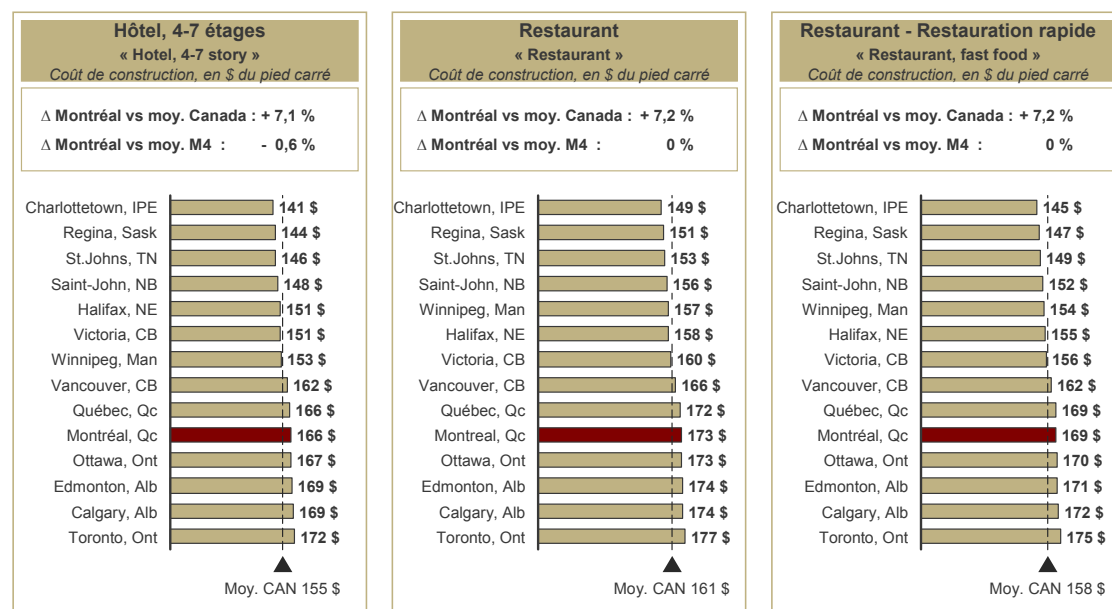 Hôtel, 4-7 étages
« Hotel, 4-7 story »
Coût de construction, en $ du pied carré
∆ Montréal vs moy. Canada : + 7,1 %
∆ Montréal vs moy. M4 : - 0,6 %
Charlottetown, IPE 141 $
Regina, Sask 144 $
St.Johns, TN 146 $
Saint-John, NB 148 $
Halifax, NE 151 $
Victoria, CB 151 $
Winnipeg, Man 153 $
Vancouver, CB 162 $
Québec, Qc 166 $
Montréal, Qc 166 $
Ottawa, Ont 167 $
Edmonton, Alb 169 $
Calgary, Alb 169 $
Toronto, Ont 172 $
Moy. CAN 155 $
Restaurant
« Restaurant »
Coût de construction, en $ du pied carré
∆ Montréal vs moy. Canada : + 7,2 %
∆ Montréal vs moy. M4 : 0 %
Charlottetown, IPE 149 $
Regina, Sask 151 $
St.Johns, TN 153 $
Saint-John, NB 156 $
Winnipeg, Man 157 $
Halifax, NE 158 $
Victoria, CB 160 $
Vancouver, CB 166 $
Québec, Qc 172 $
Montreal, Qc 173 $
Ottawa, Ont 173 $
Edmonton, Alb 174 $
Calgary, Alb 174 $
Toronto, Ont 177 $
Moy. CAN 161 $
Restaurant - Restauration rapide
« Restaurant, fast food »
Coût de construction, en $ du pied carré
∆ Montréal vs moy. Canada : + 7,2 %
∆ Montréal vs moy. M4 : 0 %
Charlottetown, IPE 145 $
Regina, Sask 147 $
St.Johns, TN 149 $
Saint-John, NB 152 $
Winnipeg, Man 154 $
Halifax, NE 155 $
Victoria, CB 156 $
Vancouver, CB 162 $
Québec, Qc 169 $
Montréal, Qc 169 $
Ottawa, Ont 170 $
Edmonton, Alb 171 $
Calgary, Alb 172 $
Toronto, Ont 175 $
Moy. CAN 158 $